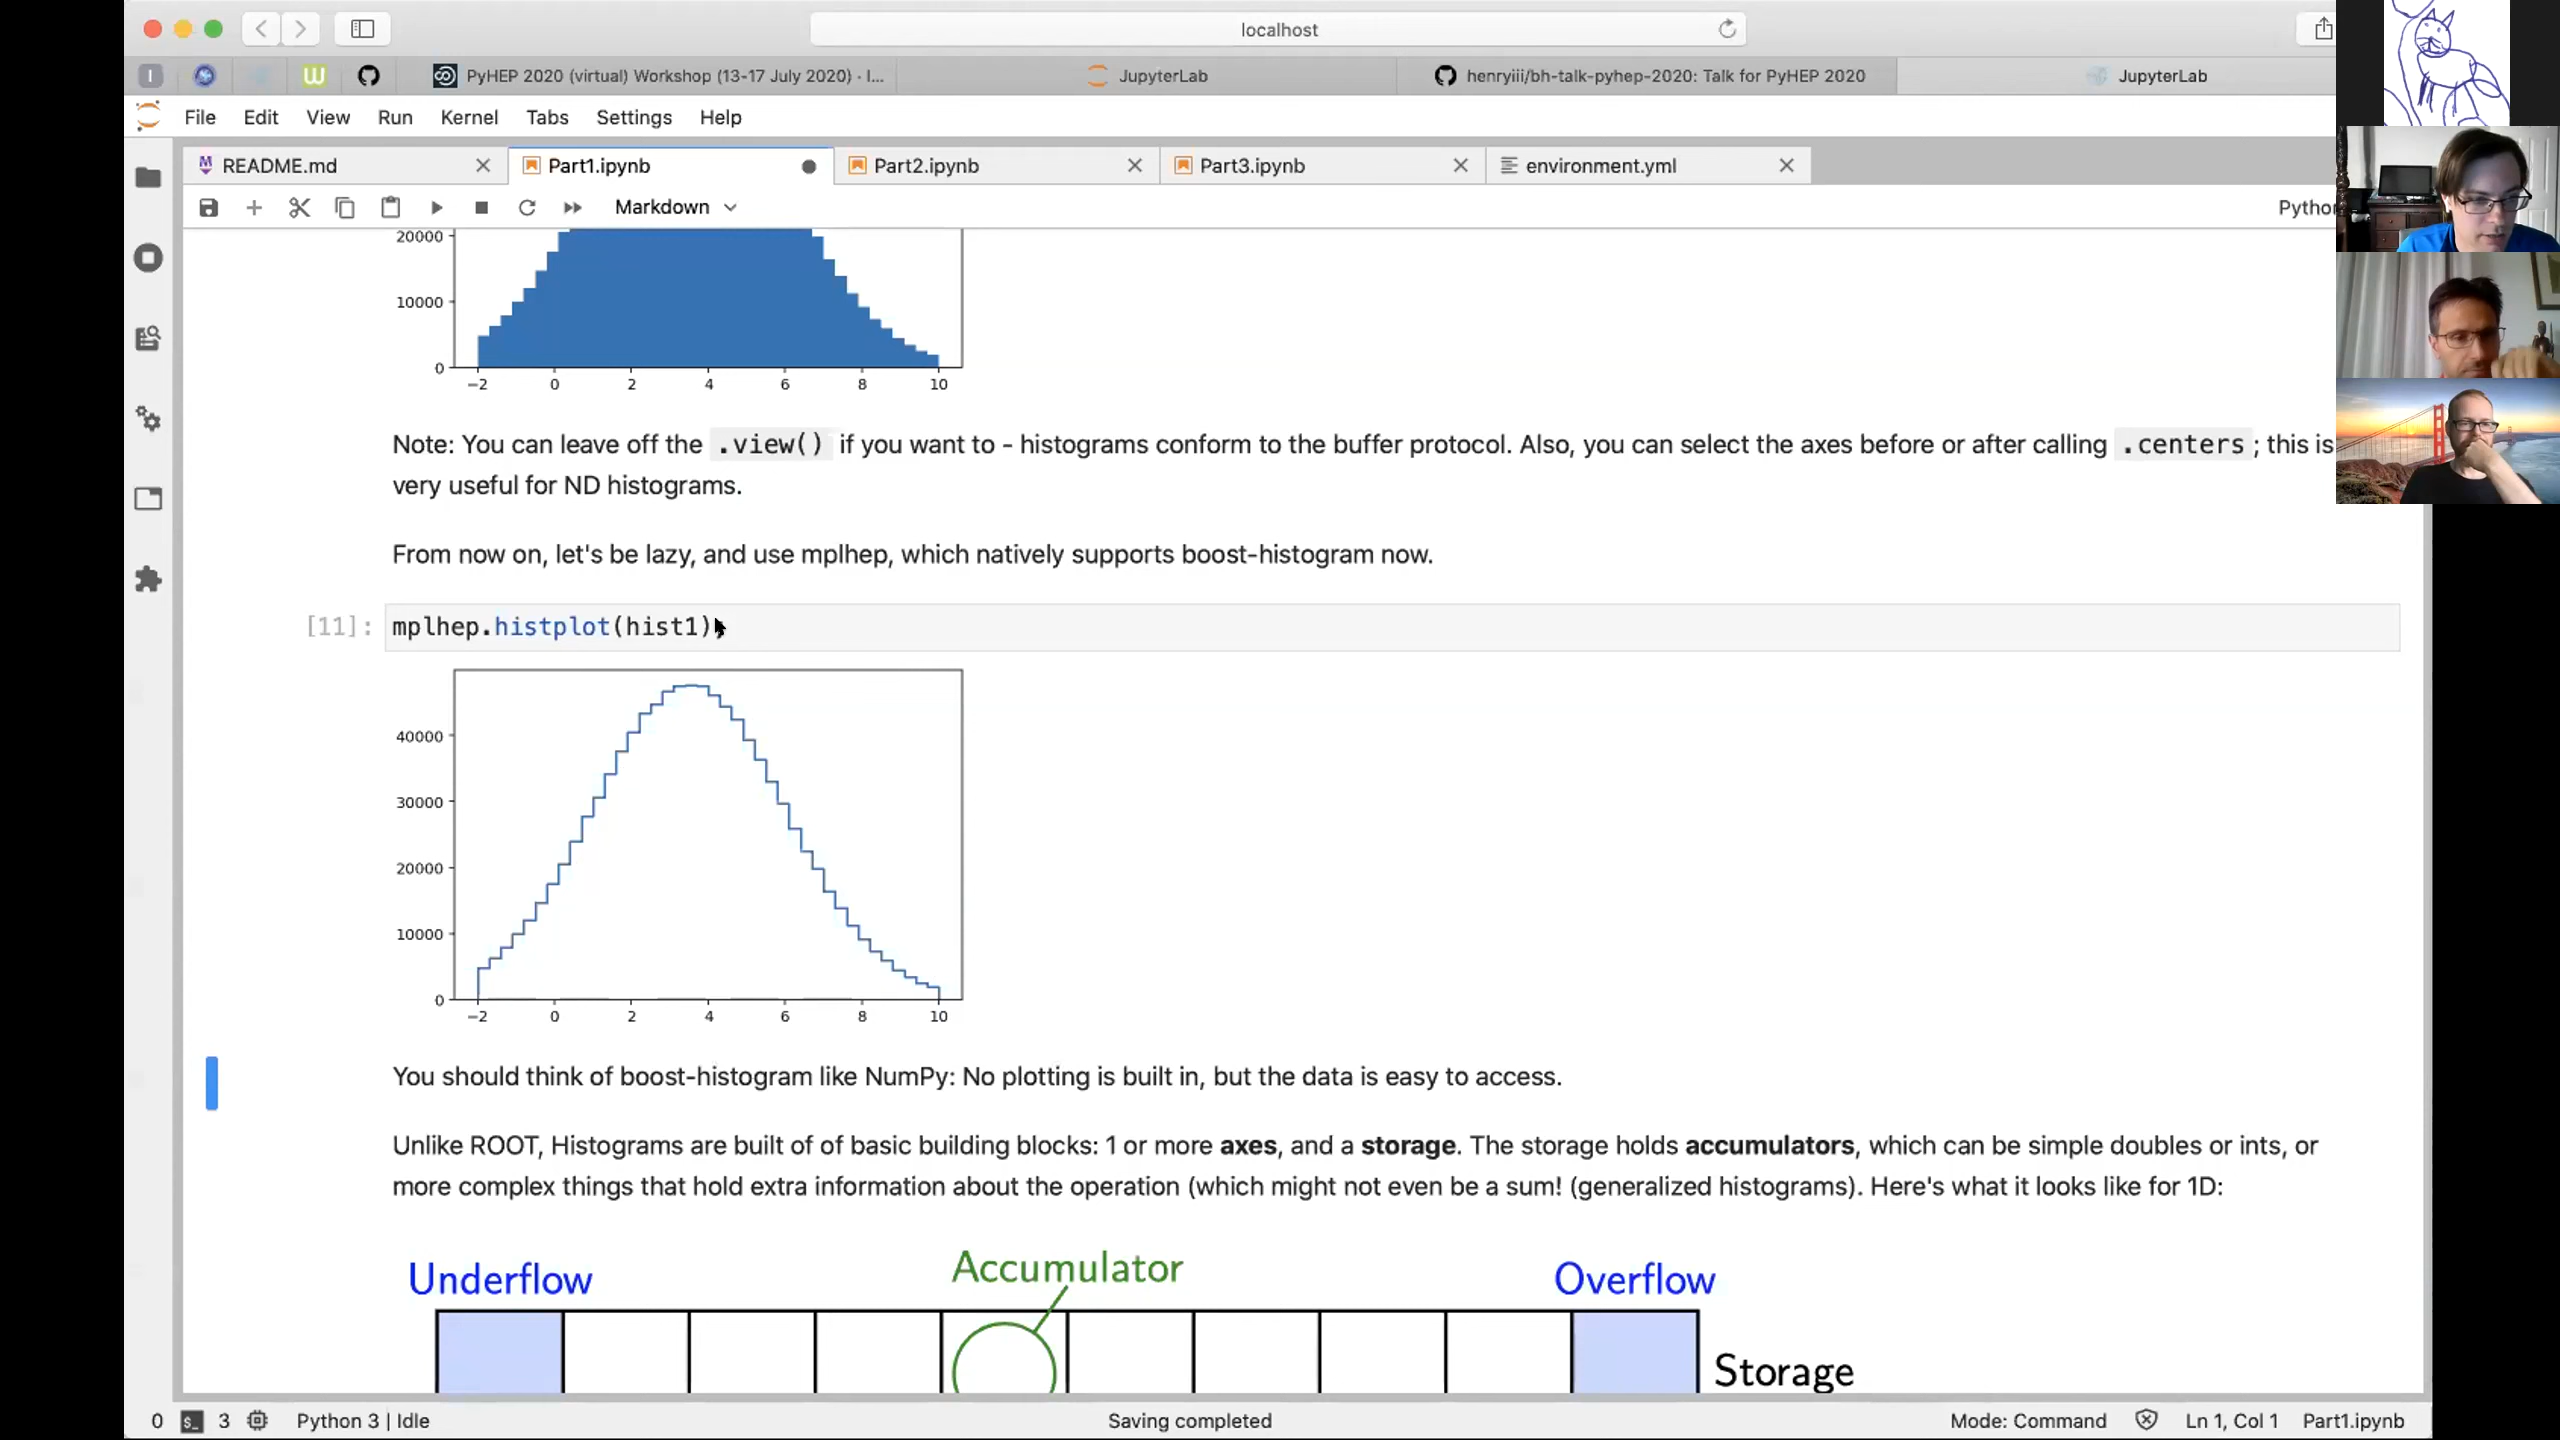 localhost
PyHEP 2020 (virtual) Workshop (13-17 July 2020) · I...
JupyterLab
henryiii/bh-talk-pyhep-2020: Talk for PyHEP 2020
JupyterLab
File Edit View Run Kernel Tabs Settings Help
README.md
Part1.ipynb
Part2.ipynb
Part3.ipynb
environment.yml
Markdown
Python
20000
10000
0
−2 0 2 4 6 8 10
Note: You can leave off the .view() if you want to - histograms conform to the buffer protocol. Also, you can select the axes before or after calling .centers ; this is
very useful for ND histograms.
From now on, let's be lazy, and use mplhep, which natively supports boost-histogram now.
[11]: mplhep.histplot(hist1)
40000
30000
20000
10000
0
−2 0 2 4 6 8 10
You should think of boost-histogram like NumPy: No plotting is built in, but the data is easy to access.
Unlike ROOT, Histograms are built of of basic building blocks: 1 or more axes, and a storage. The storage holds accumulators, which can be simple doubles or ints, or
more complex things that hold extra information about the operation (which might not even be a sum! (generalized histograms). Here's what it looks like for 1D:
Underflow
Accumulator
Overflow
Storage
0 $_ 3 Python 3 | Idle
Saving completed
Mode: Command
Ln 1, Col 1
Part1.ipynb